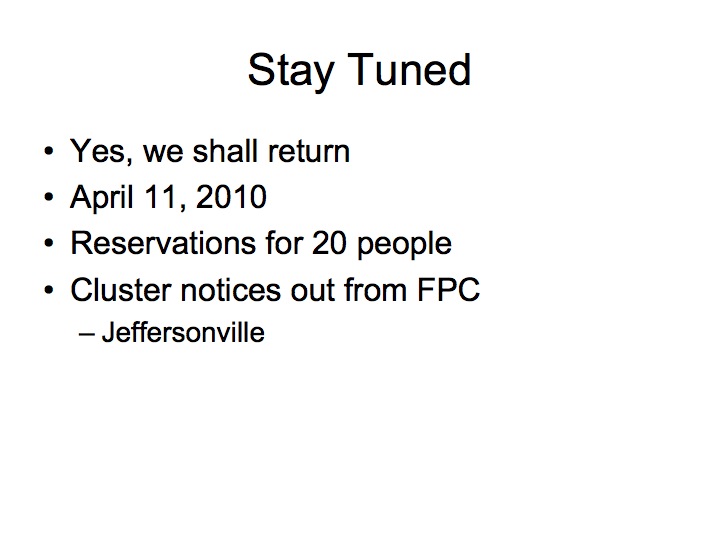 Stay Tuned
• Yes, we shall return
• April 11, 2010
• Reservations for 20 people
• Cluster notices out from FPC
– Jeffersonville